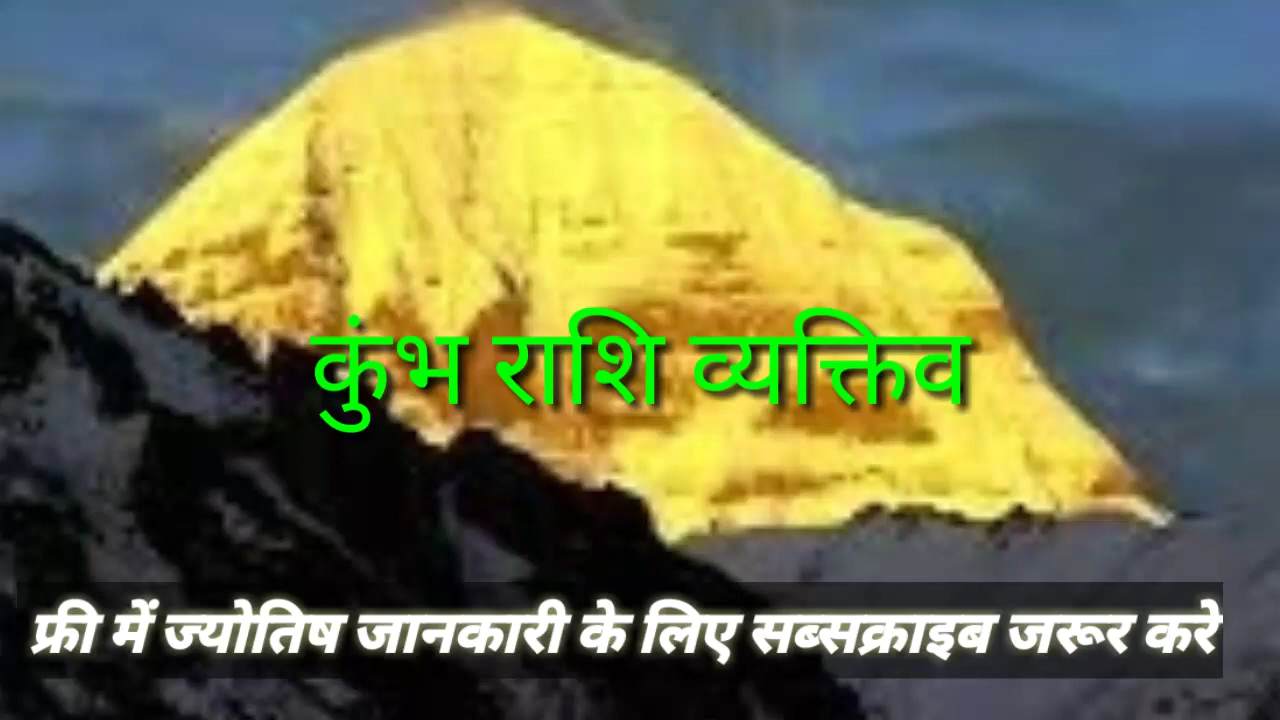 कुंभ राशि व्यक्तिव
फ्री में ज्योतिष जानकारी के लिए सब्सक्राइब जरूर करे